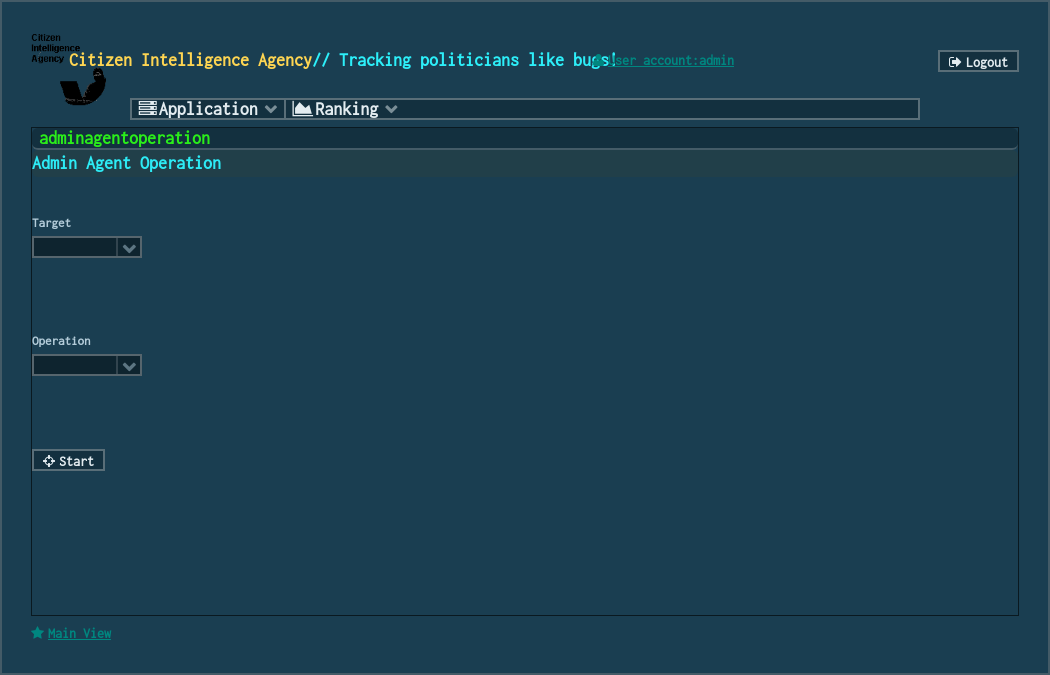 Citizen
Intelligence
Agency
Citizen Intelligence Agency// Tracking politicians like bugs!
User account:admin
Logout
Application
Ranking
adminagentoperation
Admin Agent Operation
Target
Operation
Start
Main View